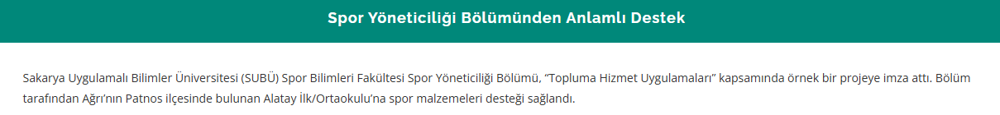 Spor Yöneticiliği Bölümünden Anlamlı Destek
Sakarya Uygulamalı Bilimler Üniversitesi (SUBÜ) Spor Bilimleri Fakültesi Spor Yöneticiliği Bölümü, “Topluma Hizmet Uygulamaları” kapsamında örnek bir projeye imza attı. Bölüm
tarafından Ağrı’nın Patnos ilçesinde bulunan Alatay İlk/Ortaokulu’na spor malzemeleri desteği sağlandı.